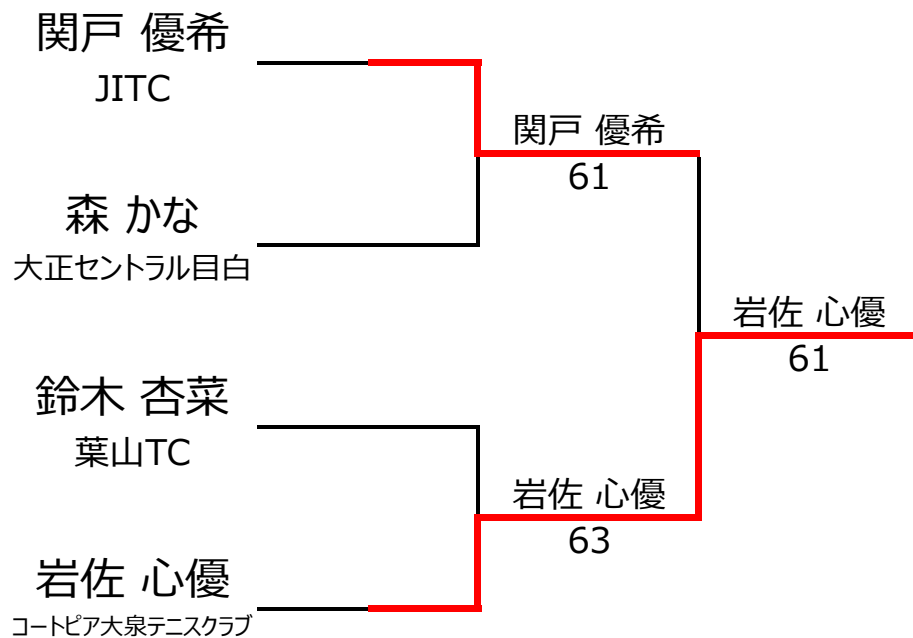 関戸 優希
JITC
関戸 優希
61
森 かな
大正セントラル目白
岩佐 心優
61
鈴木 杏菜
葉山TC
岩佐 心優
63
岩佐 心優
コートピア大泉テニスクラブ